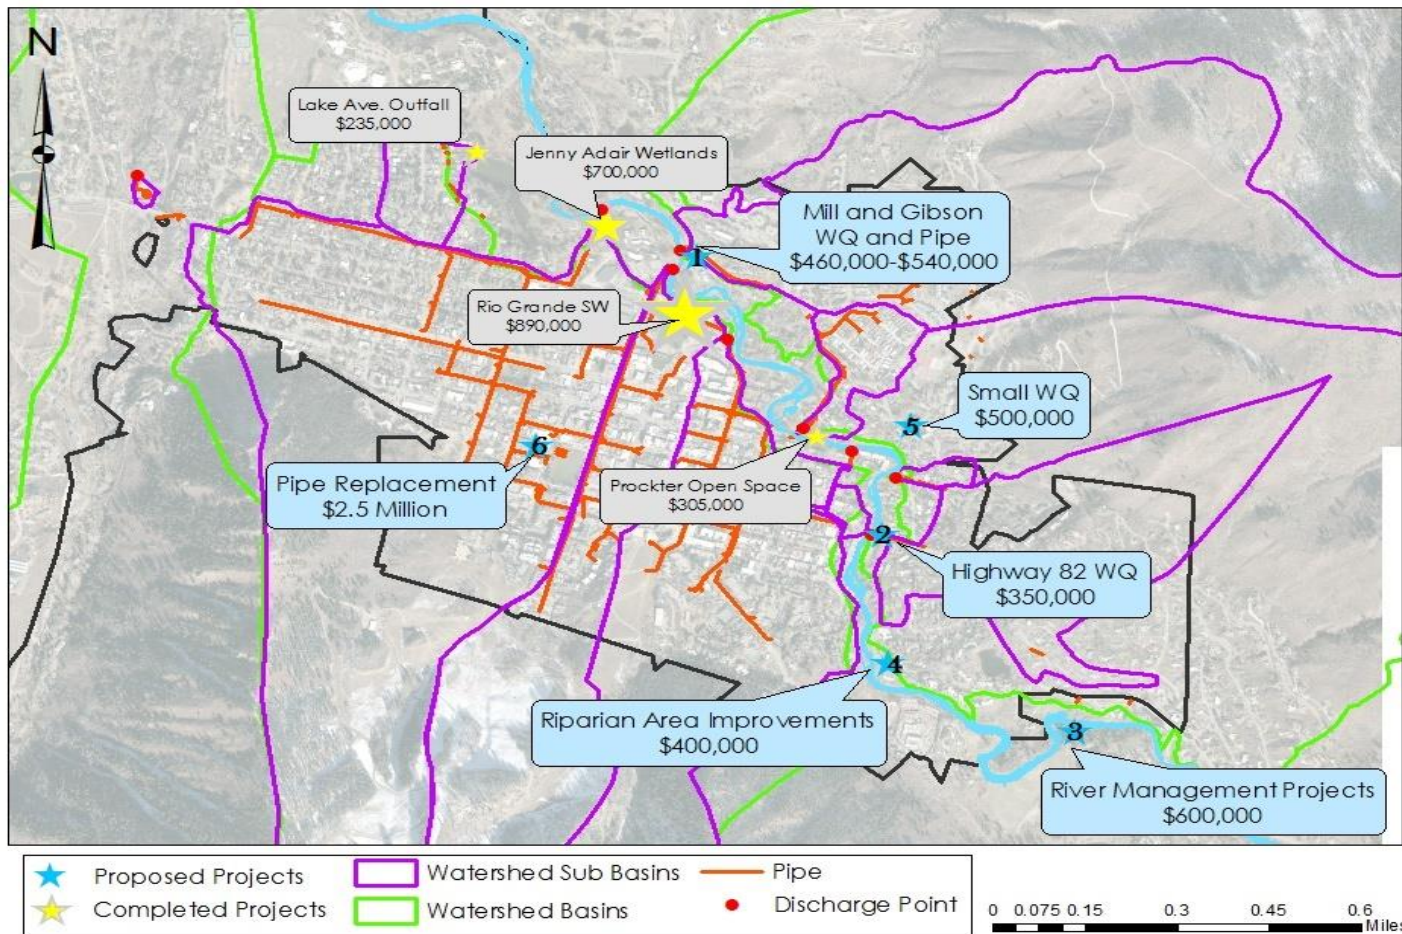 N
Lake Ave. Outfall
$235,000
Jenny Adair Wetlands
$700,000
Mill and Gibson
WQ and Pipe
$460,000-$540,000
1
Rio Grande SW
$890,000
Small WQ
$500,000
5
6
Pipe Replacement
$2.5 Million
Prockter Open Space
$305,000
2
Highway 82 WQ
$350,000
4
Riparian Area Improvements
$400,000
3
River Management Projects
$600,000
Proposed Projects
Completed Projects
Watershed Sub Basins
Watershed Basins
Pipe
Discharge Point
0 0.075 0.15 0.3 0.45 0.6
Miles